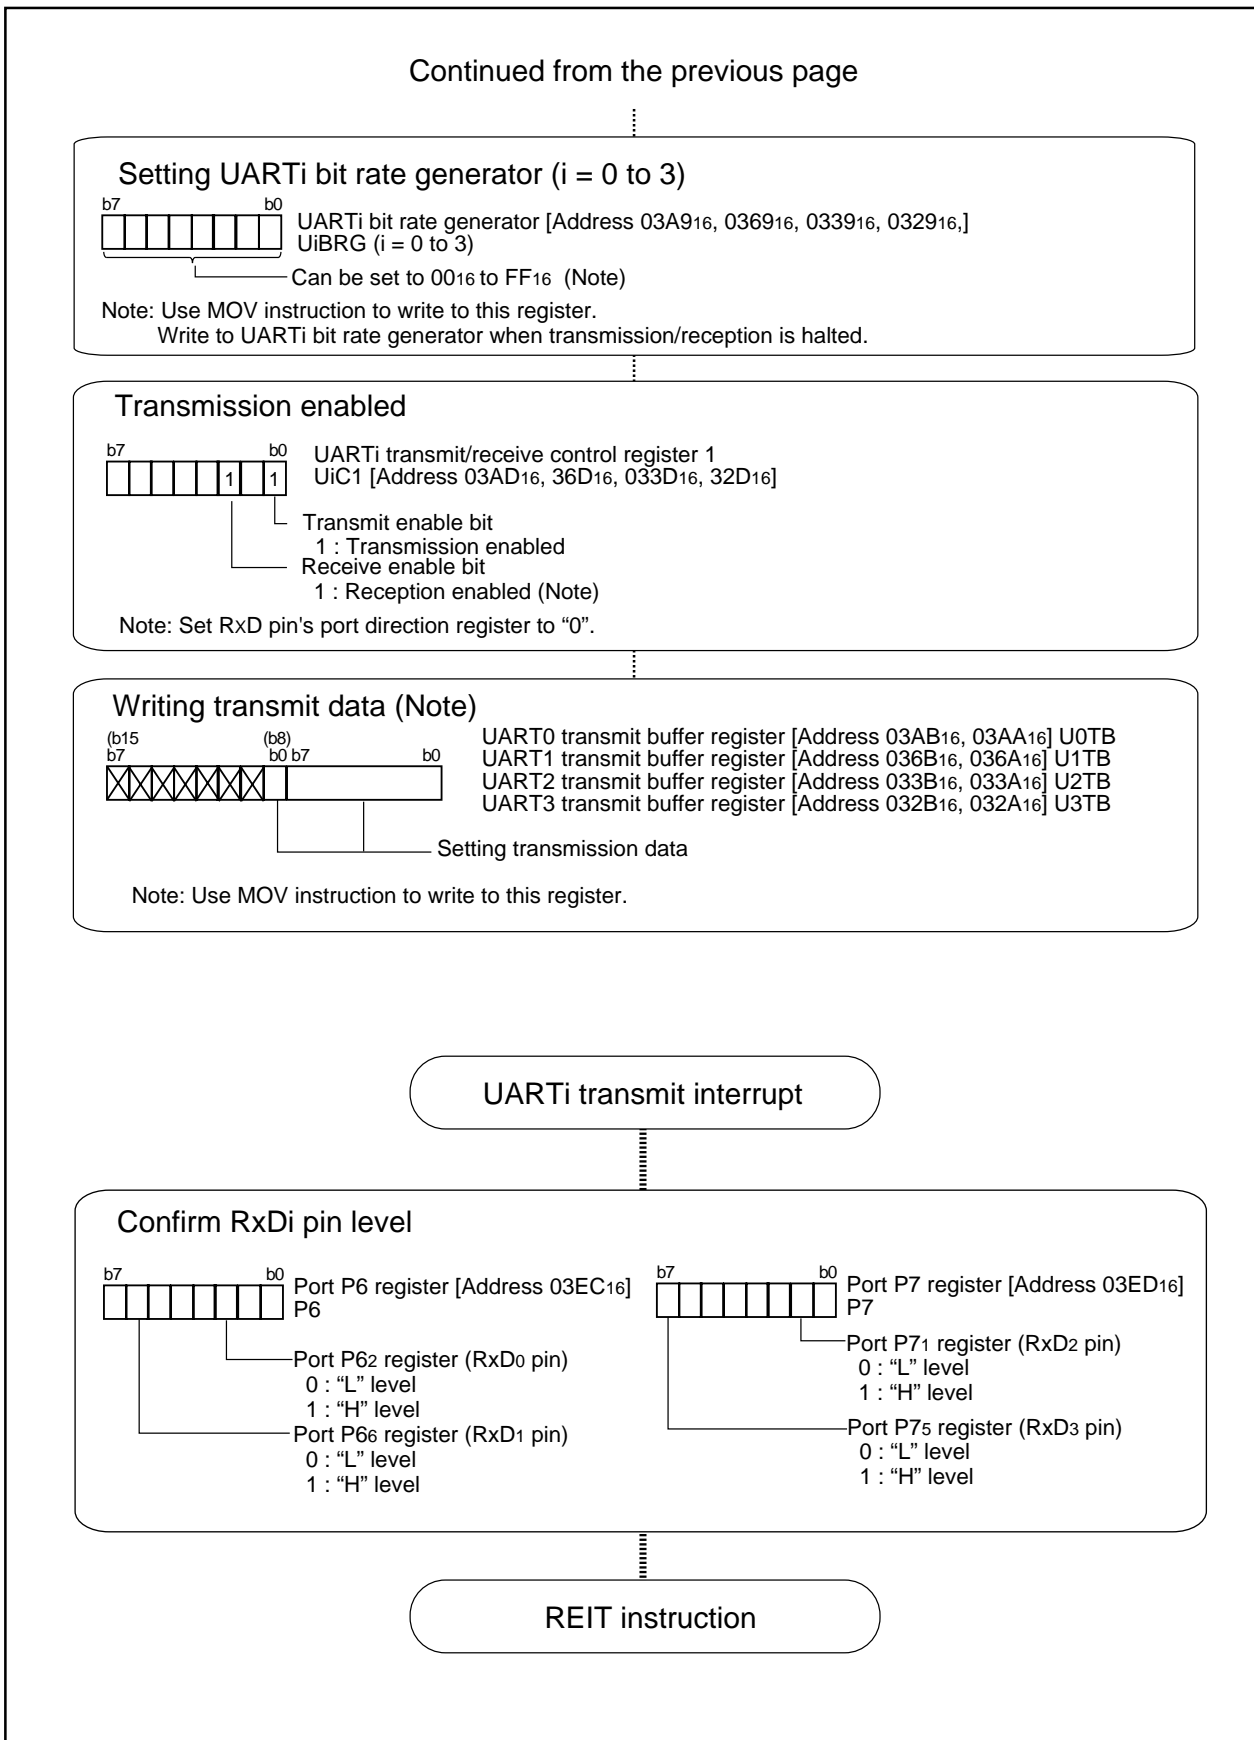 Continued from the previous page
Setting UARTi bit rate generator (i = 0 to 3)
b7 b0
UARTi bit rate generator [Address 03A916, 036916, 033916, 032916,]
UiBRG (i = 0 to 3)
Can be set to 0016 to FF16 (Note)
Note: Use MOV instruction to write to this register.
Write to UARTi bit rate generator when transmission/reception is halted.
Transmission enabled
b7 b0
UARTi transmit/receive control register 1
1 1
UiC1 [Address 03AD16, 36D16, 033D16, 32D16]
Transmit enable bit
1 : Transmission enabled
Receive enable bit
1 : Reception enabled (Note)
Note: Set RxD pin's port direction register to “0”.
Writing transmit data (Note)
(b15 (b8)
b7 b0 b7 b0
UART0 transmit buffer register [Address 03AB16, 03AA16] U0TB
UART1 transmit buffer register [Address 036B16, 036A16] U1TB
UART2 transmit buffer register [Address 033B16, 033A16] U2TB
UART3 transmit buffer register [Address 032B16, 032A16] U3TB
Setting transmission data
Note: Use MOV instruction to write to this register.
UARTi transmit interrupt
Confirm RxDi pin level
b7 b0
Port P6 register [Address 03EC16]
P6
Port P62 register (RxD0 pin)
0 : “L” level
1 : “H” level
Port P66 register (RxD1 pin)
0 : “L” level
1 : “H” level
b7 b0
Port P7 register [Address 03ED16]
P7
Port P71 register (RxD2 pin)
0 : “L” level
1 : “H” level
Port P75 register (RxD3 pin)
0 : “L” level
1 : “H” level
REIT instruction